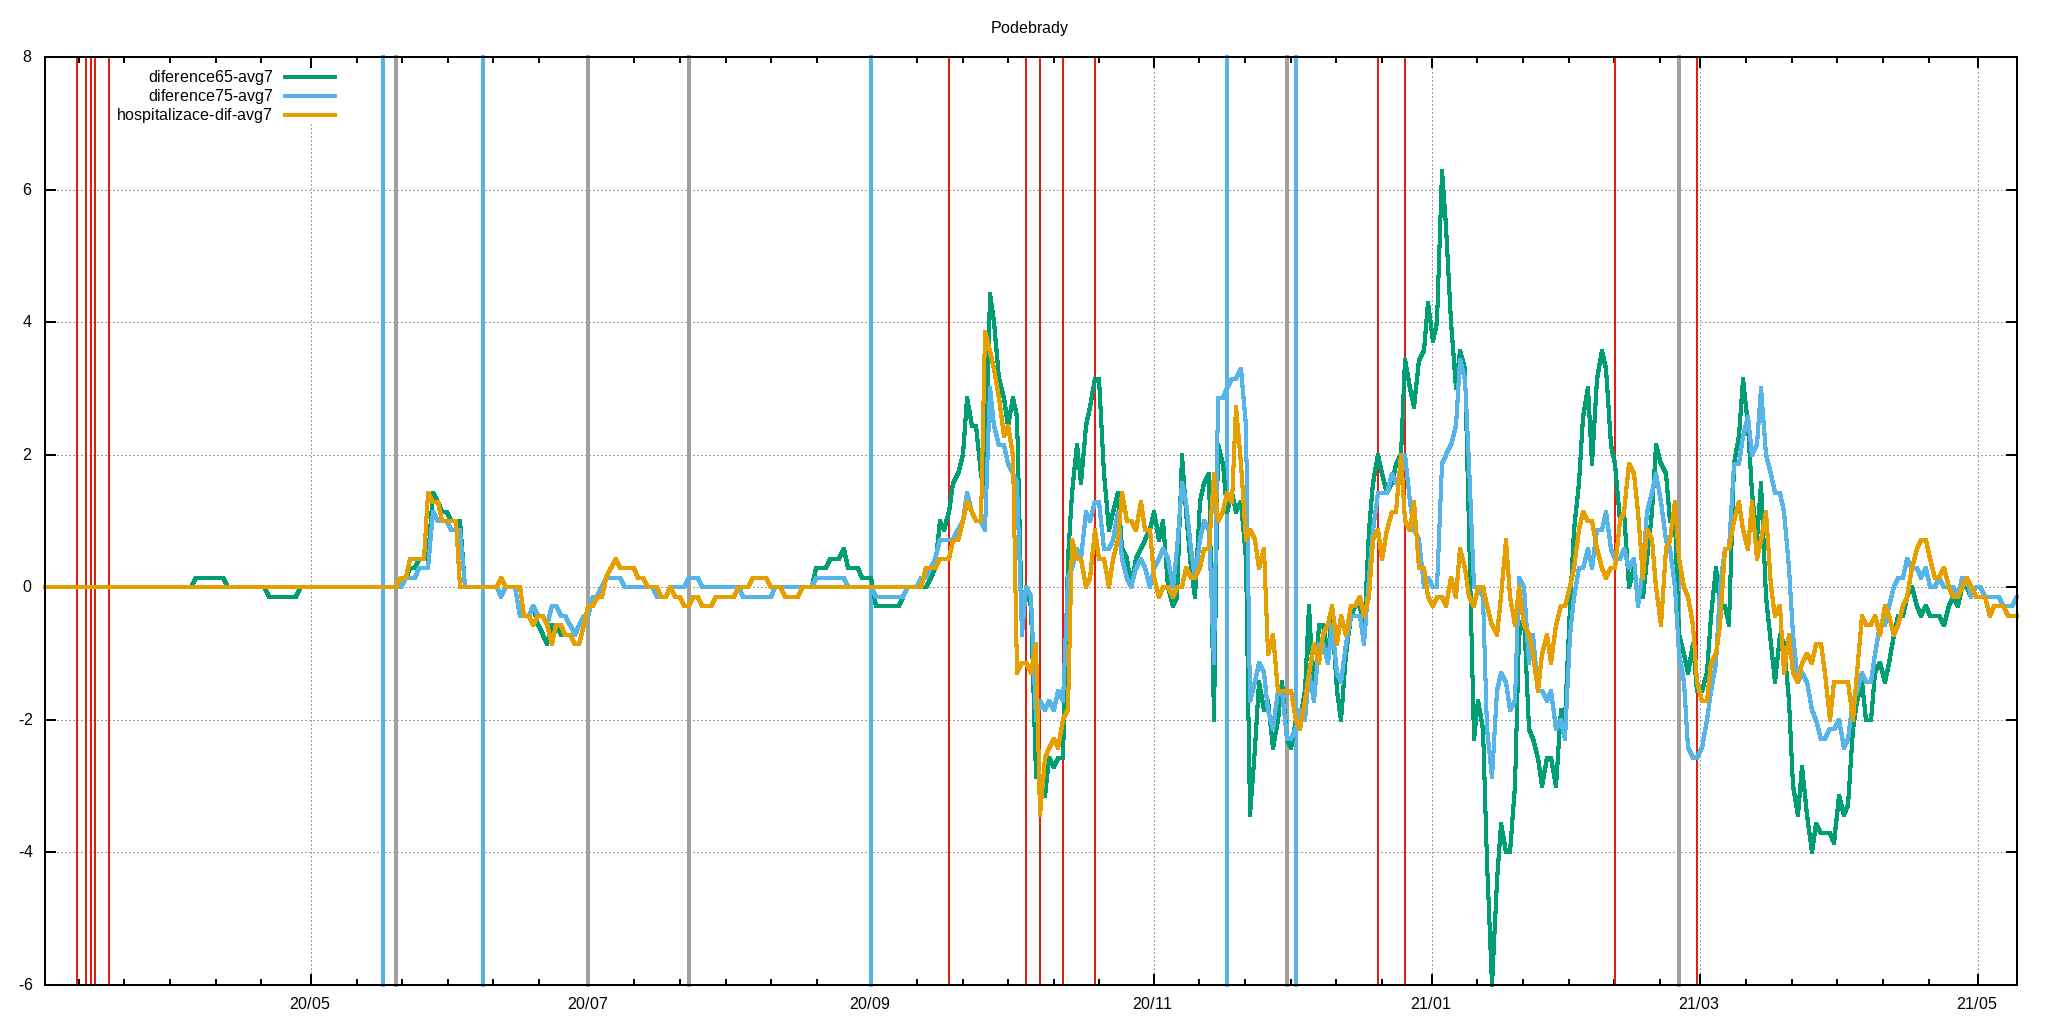 Podebrady
diference65-avg7
diference75-avg7
hospitalizace-dif-avg7
8
6
4
2
0
-2
-4
-6
20/05 20/07 20/09 20/11 21/01 21/03 21/05